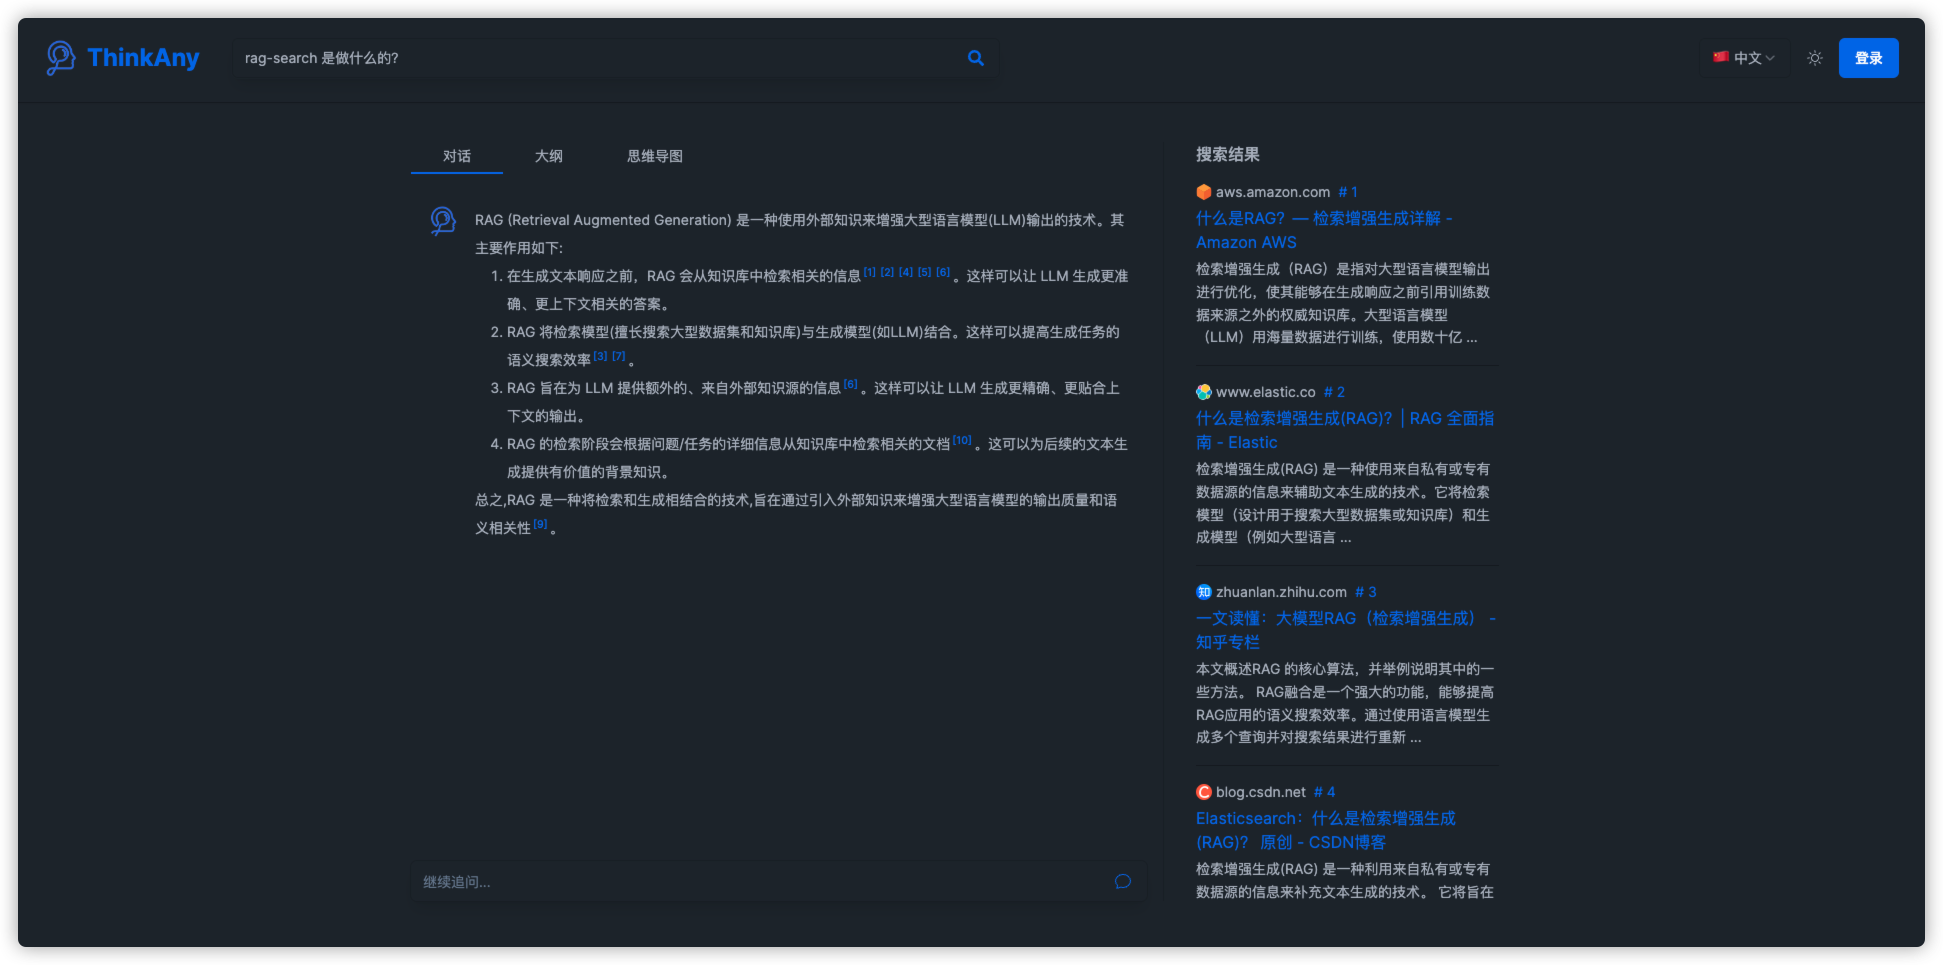 ThinkAny
rag-search 是做什么的?
中文
登录
对话
大纲
思维导图
RAG (Retrieval Augmented Generation) 是一种使用外部知识来增强大型语言模型(LLM)输出的技术。其
主要作用如下:
1. 在生成文本响应之前，RAG 会从知识库中检索相关的信息[1] [2] [4] [5] [6] 。这样可以让 LLM 生成更准
确、更上下文相关的答案。
2. RAG 将检索模型(擅长搜索大型数据集和知识库)与生成模型(如LLM)结合。这样可以提高生成任务的
语义搜索效率[3] [7] 。
3. RAG 旨在为 LLM 提供额外的、来自外部知识源的信息[6] 。这样可以让 LLM 生成更精确、更贴合上
下文的输出。
4. RAG 的检索阶段会根据问题/任务的详细信息从知识库中检索相关的文档[10] 。这可以为后续的文本生
成提供有价值的背景知识。
总之,RAG 是一种将检索和生成相结合的技术,旨在通过引入外部知识来增强大型语言模型的输出质量和语
义相关性[9] 。
继续追问...
搜索结果
aws.amazon.com # 1
什么是RAG? — 检索增强生成详解 -
Amazon AWS
检索增强生成（RAG）是指对大型语言模型输出
进行优化，使其能够在生成响应之前引用训练数
据来源之外的权威知识库。大型语言模型
（LLM）用海量数据进行训练，使用数十亿 ...
www.elastic.co # 2
什么是检索增强生成(RAG)? | RAG 全面指
南 - Elastic
检索增强生成(RAG) 是一种使用来自私有或专有
数据源的信息来辅助文本生成的技术。它将检索
模型（设计用于搜索大型数据集或知识库）和生
成模型（例如大型语言 ...
知 zhuanlan.zhihu.com # 3
一文读懂：大模型RAG（检索增强生成） -
知乎专栏
本文概述RAG 的核心算法，并举例说明其中的一
些方法。 RAG融合是一个强大的功能，能够提高
RAG应用的语义搜索效率。通过使用语言模型生
成多个查询并对搜索结果进行重新 ...
C blog.csdn.net # 4
Elasticsearch：什么是检索增强生成
(RAG)? 原创 - CSDN博客
检索增强生成(RAG) 是一种利用来自私有或专有
数据源的信息来补充文本生成的技术。 它将旨在